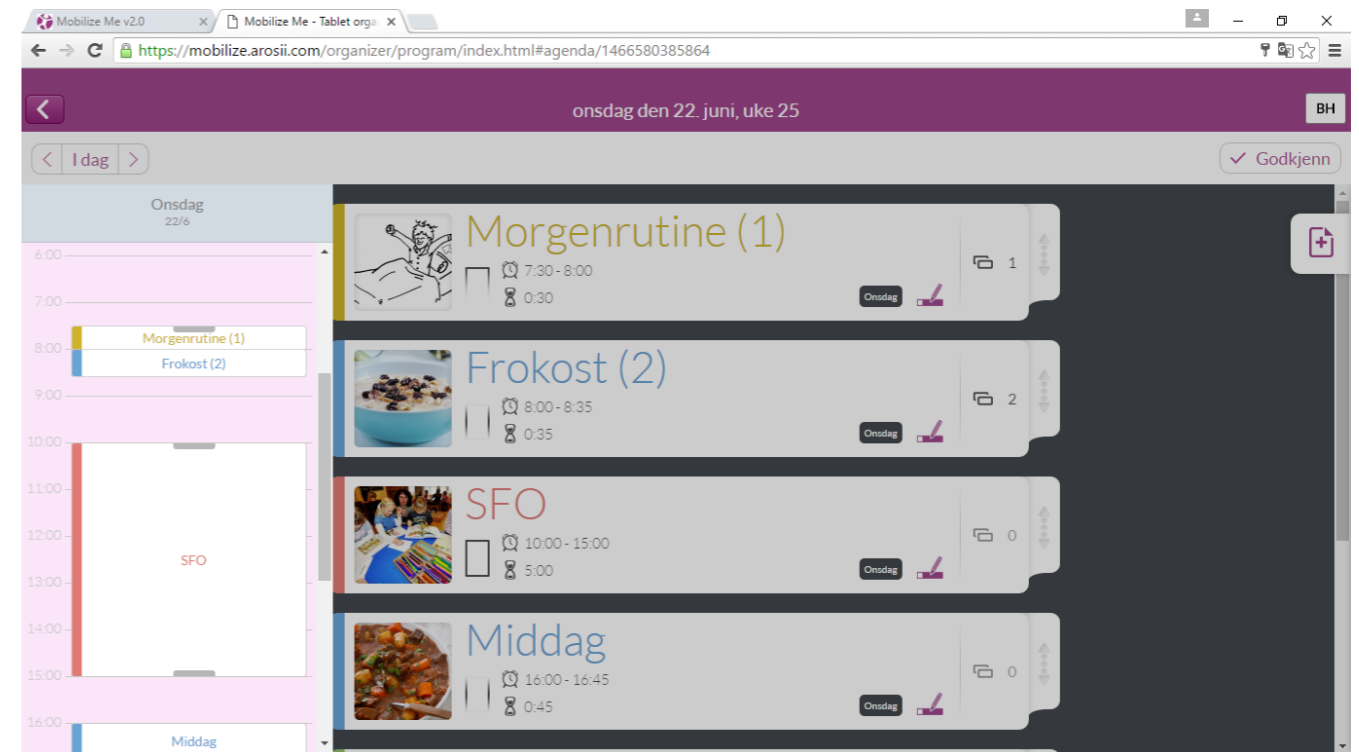 Mobilize Me v2.0
Mobilize Me - Tablet orga
https://mobilize.arosii.com/organizer/program/index.html#agenda/1466580385864
onsdag den 22. juni, uke 25
BH
I dag
Godkjenn
Onsdag
22/6
6:00
7:00
8:00
9:00
10:00
11:00
12:00
13:00
14:00
15:00
16:00
Morgenrutine (1)
Frokost (2)
SFO
Middag
Morgenrutine (1)
7:30 - 8:00
0:30
Onsdag
1
Frokost (2)
8:00 - 8:35
0:35
Onsdag
2
SFO
10:00 - 15:00
5:00
Onsdag
0
Middag
16:00 - 16:45
0:45
Onsdag
0